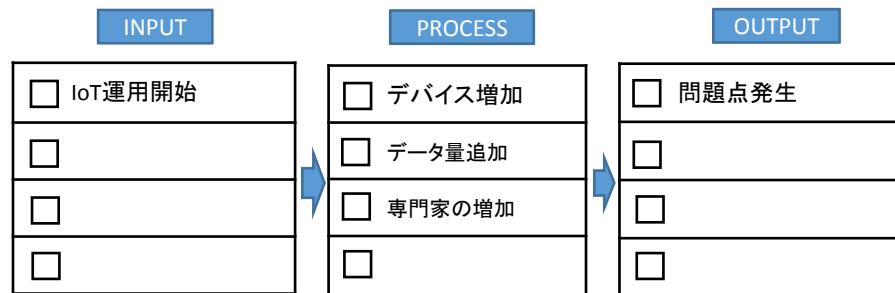 INPUT
PROCESS
OUTPUT
IoT運用開始
デバイス増加
データ量追加
専門家の増加
問題点発生